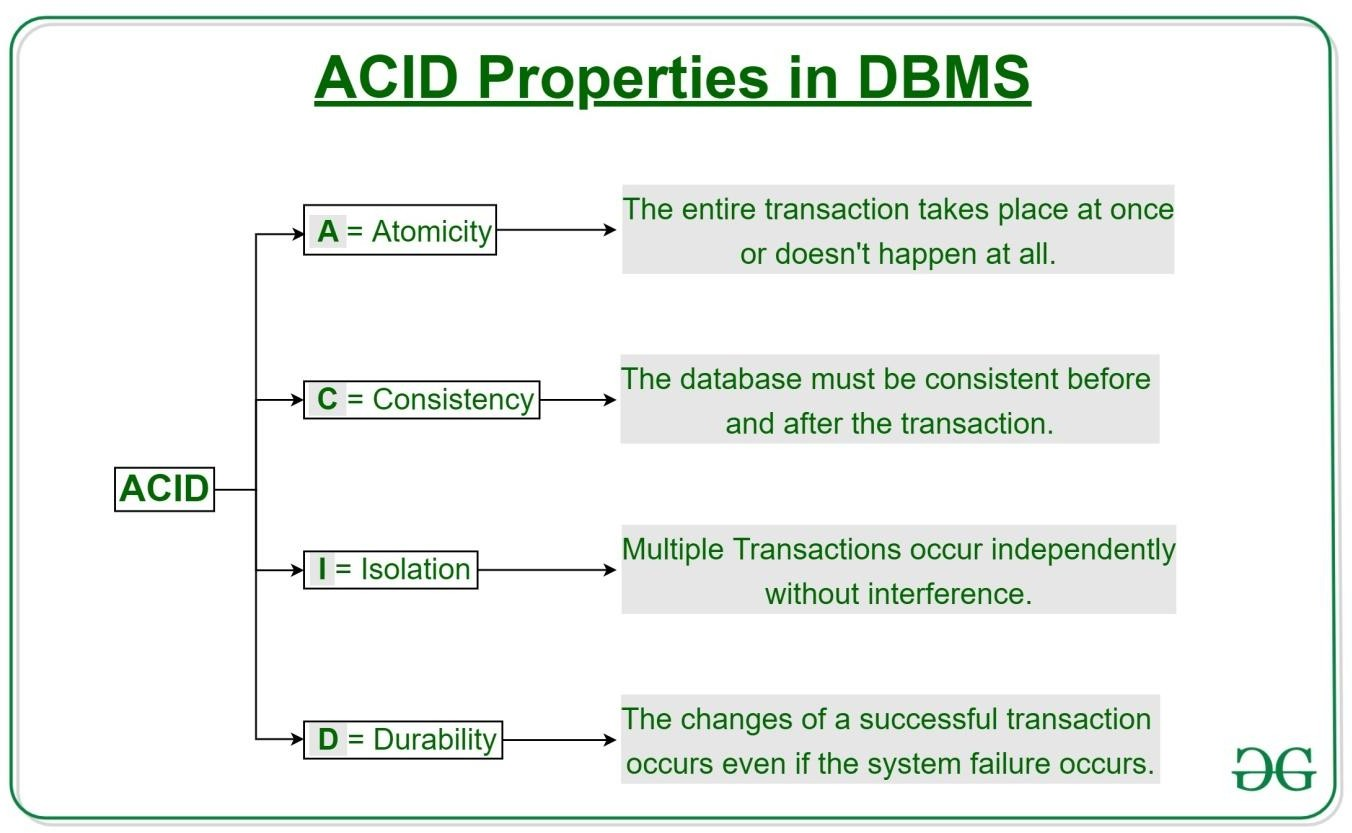 ACID Properties in DBMS
A = Atomicity
The entire transaction takes place at once
or doesn't happen at all.
C = Consistency
The database must be consistent before
and after the transaction.
ACID
I = Isolation
Multiple Transactions occur independently
without interference.
D = Durability
The changes of a successful transaction
occurs even if the system failure occurs.